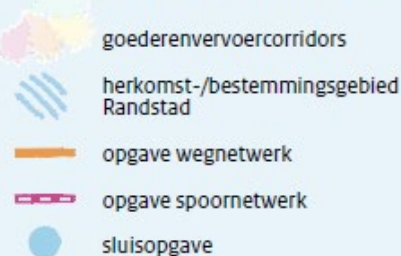 goederenvervoercorridors
herkomst-/bestemmingsgebied
Randstad
opgave wegnetwerk
opgave spoornetwerk
sluisopgave